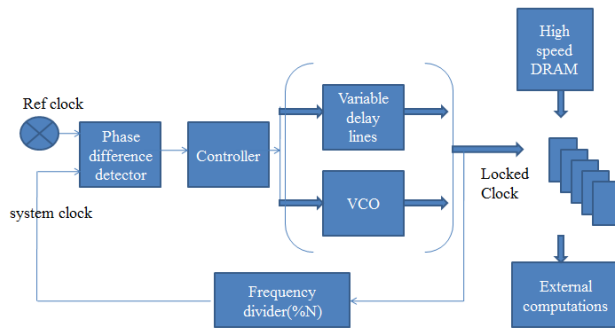 High
speed
DRAM
Ref clock
Phase
difference
detector
Controller
Variable
delay
lines
VCO
Locked
Clock
system clock
Frequency
divider(%N)
External
computations